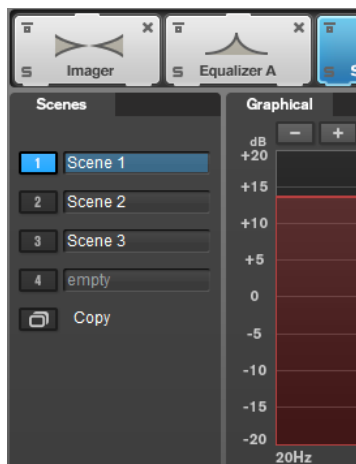 S Imager
S Equalizer A
S
Scenes
Graphical
− +
dB
1 Scene 1
2 Scene 2
3 Scene 3
4 empty
Copy
+20
+15
+10
+5
0
-5
-10
-15
-20
20Hz